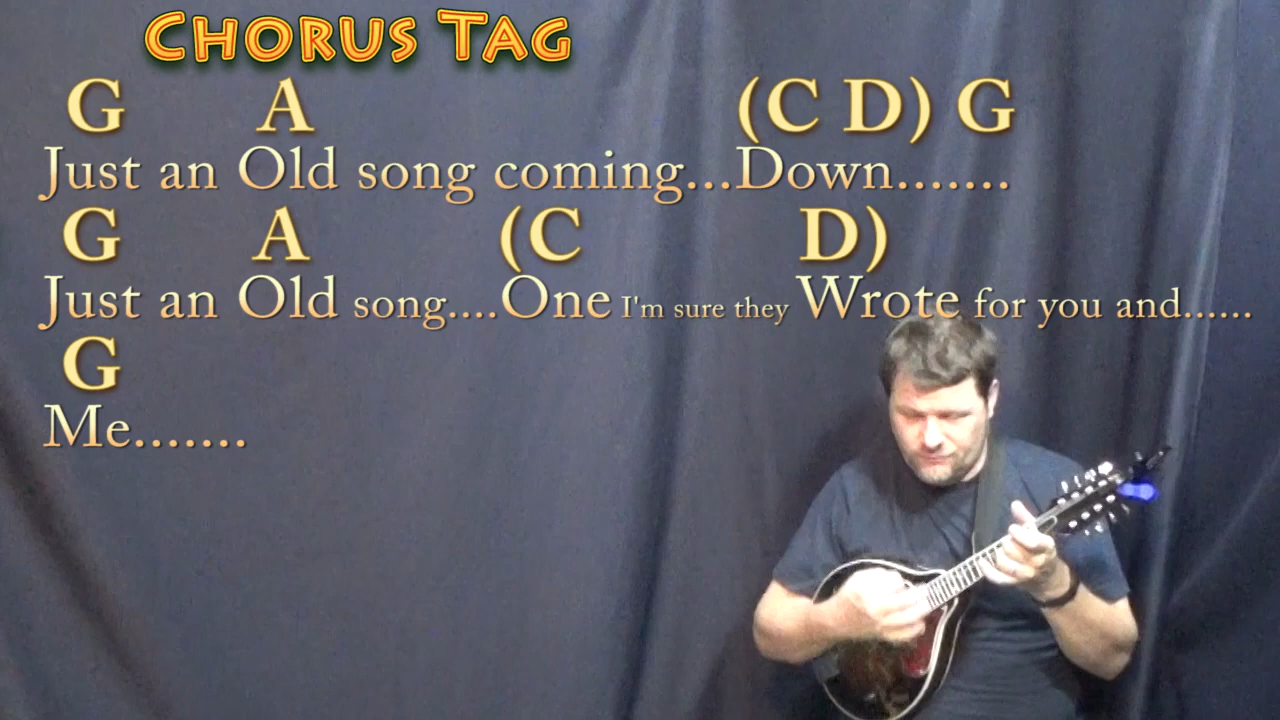 CHORUS TAG
G A (C D) G
Just an Old song coming...Down.......
G A (C D)
Just an Old song....One I'm sure they Wrote for you and......
G
Me.......